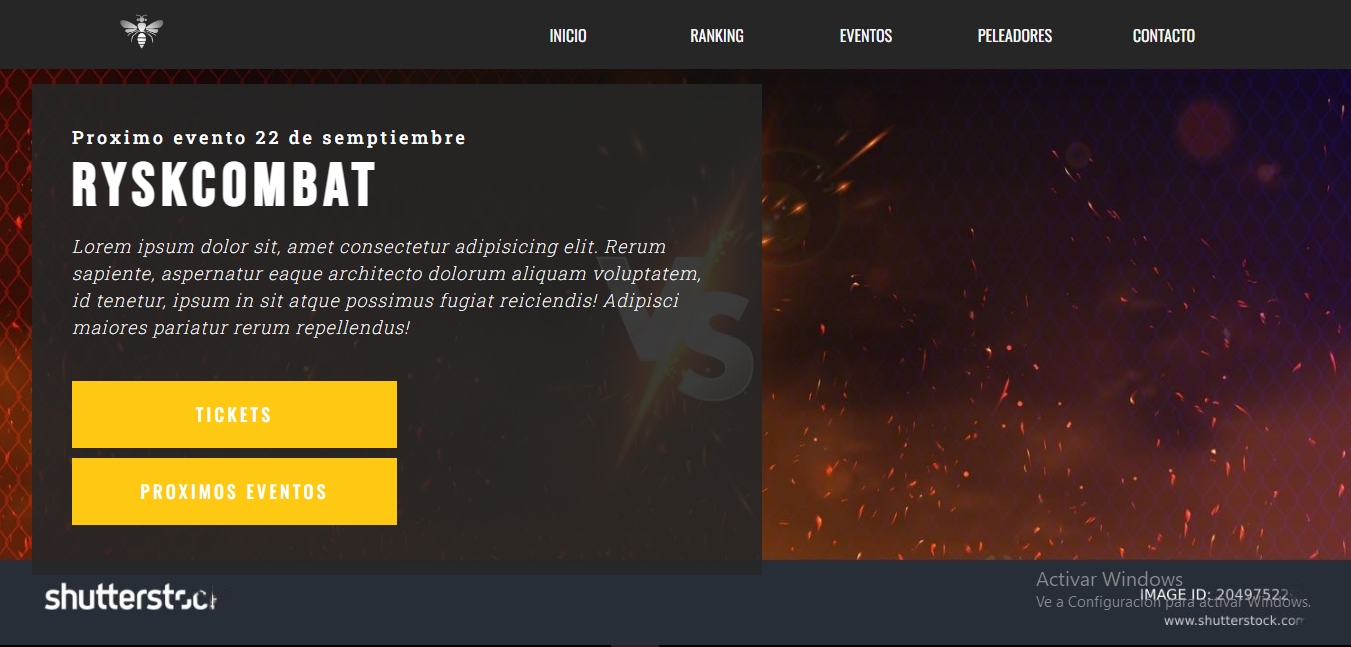 INICIO RANKING EVENTOS PELEADORES CONTACTO
Proximo evento 22 de semptiembre
RYSKCOMBAT
Lorem ipsum dolor sit, amet consectetur adipisicing elit. Rerum
sapiente, aspernatur eaque architecto dolorum aliquam voluptatem,
id tenetur, ipsum in sit atque possimus fugiat reiciendis! Adipisci
maiores pariatur rerum repellendus!
VS
TICKETS
PROXIMOS EVENTOS
shutterstock
Activar Windows
IMAGE ID:
Ve a Configuración para activar Windows.
www.shutterstock.com